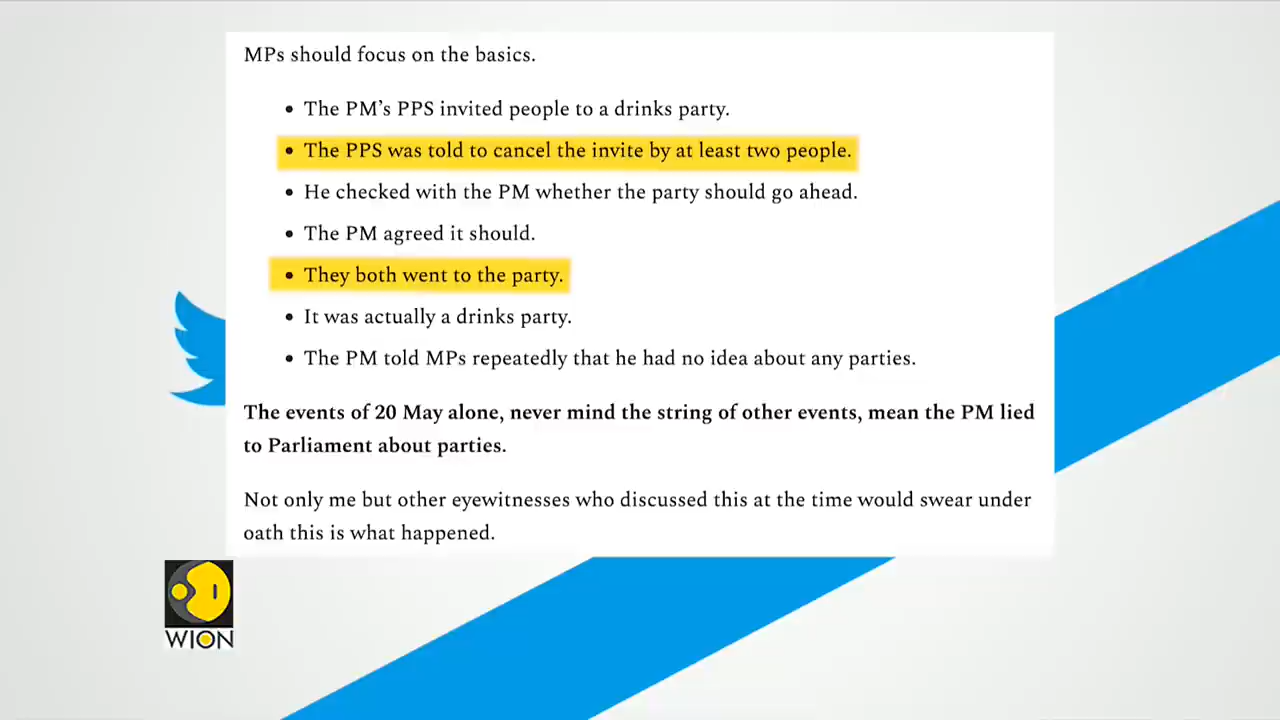 MPs should focus on the basics.
• The PM’s PPS invited people to a drinks party.
• The PPS was told to cancel the invite by at least two people.
• He checked with the PM whether the party should go ahead.
• The PM agreed it should.
• They both went to the party.
• It was actually a drinks party.
• The PM told MPs repeatedly that he had no idea about any parties.
The events of 20 May alone, never mind the string of other events, mean the PM lied
to Parliament about parties.
Not only me but other eyewitnesses who discussed this at the time would swear under
oath this is what happened.
WION